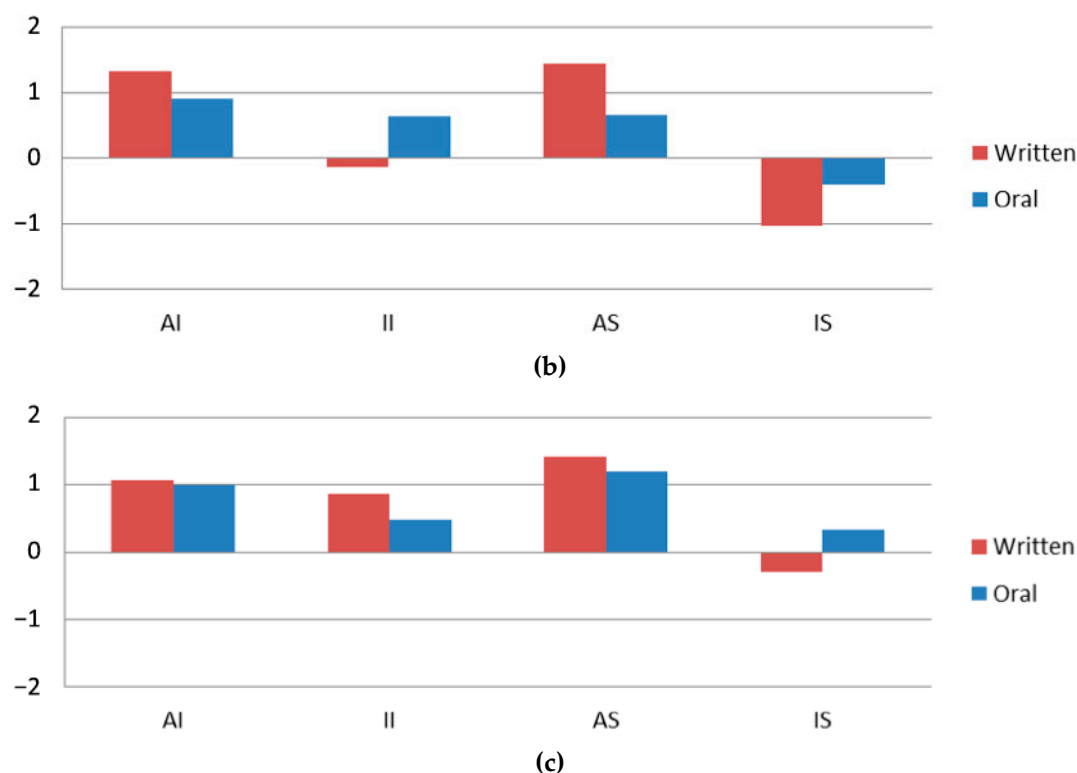 2
1
0
−1
−2
AI II AS IS
Written
Oral
(b)
2
1
0
−1
−2
AI II AS IS
Written
Oral
(c)